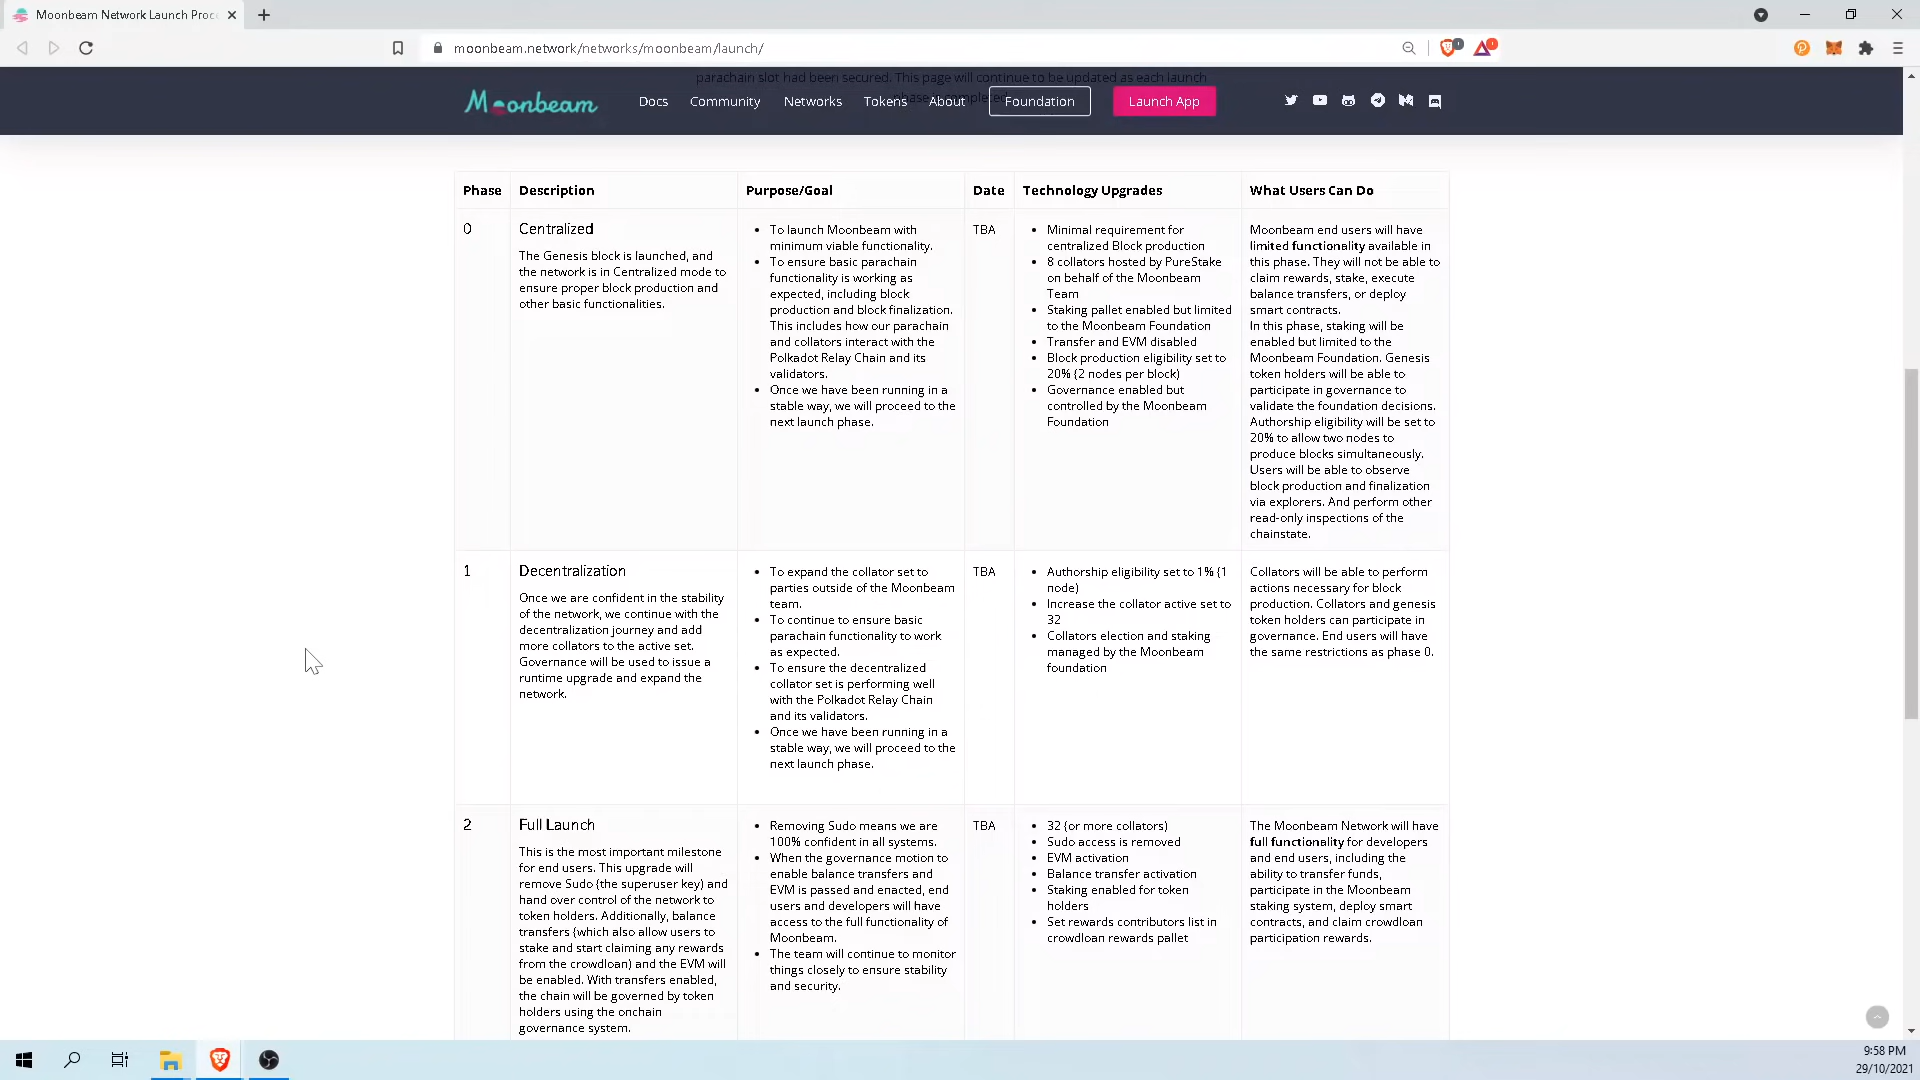 Moonbeam Network Launch Proc
moonbeam.network/networks/moonbeam/launch/
parachain slot had been secured. This page will continue to be updated as each launch
Moonbeam
Docs Community Networks Tokens About Foundation Launch App
Phase Description Purpose/Goal Date Technology Upgrades What Users Can Do
0
Centralized
The Genesis block is launched, and
the network is in Centralized mode to
ensure proper block production and
other basic functionalities.
• To launch Moonbeam with
minimum viable functionality.
• To ensure basic parachain
functionality is working as
expected, including block
production and block finalization.
This includes how our parachain
and collators interact with the
Polkadot Relay Chain and its
validators.
• Once we have been running in a
stable way, we will proceed to the
next launch phase.
TBA
• Minimal requirement for
centralized Block production
• 8 collators hosted by PureStake
on behalf of the Moonbeam
Team
• Staking pallet enabled but limited
to the Moonbeam Foundation
• Transfer and EVM disabled
• Block production eligibility set to
20% (2 nodes per block)
• Governance enabled but
controlled by the Moonbeam
Foundation
Moonbeam end users will have
limited functionality available in
this phase. They will not be able to
claim rewards, stake, execute
balance transfers, or deploy
smart contracts.
In this phase, staking will be
enabled but limited to the
Moonbeam Foundation. Genesis
token holders will be able to
participate in governance to
validate the foundation decisions.
Authorship eligibility will be set to
20% to allow two nodes to
produce blocks simultaneously.
Users will be able to observe
block production and finalization
via explorers. And perform other
read-only inspections of the
chainstate.
1
Decentralization
Once we are confident in the stability
of the network, we continue with the
decentralization journey and add
more collators to the active set.
Governance will be used to issue a
runtime upgrade and expand the
network.
• To expand the collator set to
parties outside of the Moonbeam
team.
• To continue to ensure basic
parachain functionality to work
as expected.
• To ensure the decentralized
collator set is performing well
with the Polkadot Relay Chain
and its validators.
• Once we have been running in a
stable way, we will proceed to the
next launch phase.
TBA
• Authorship eligibility set to 1% (1
node)
• Increase the collator active set to
32
• Collators election and staking
managed by the Moonbeam
foundation
Collators will be able to perform
actions necessary for block
production. Collators and genesis
token holders can participate in
governance. End users will have
the same restrictions as phase 0.
2
Full Launch
This is the most important milestone
for end users. This upgrade will
remove Sudo (the superuser key) and
hand over control of the network to
token holders. Additionally, balance
transfers (which also allow users to
stake and start claiming any rewards
from the crowdloan) and the EVM will
be enabled. With transfers enabled,
the chain will be governed by token
holders using the onchain
governance system.
• Removing Sudo means we are
100% confident in all systems.
• When the governance motion to
enable balance transfers and
EVM is passed and enacted, end
users and developers will have
access to the full functionality of
Moonbeam.
• The team will continue to monitor
things closely to ensure stability
and security.
TBA
• 32 (or more collators)
• Sudo access is removed
• EVM activation
• Balance transfer activation
• Staking enabled for token
holders
• Set rewards contributors list in
crowdloan rewards pallet
The Moonbeam Network will have
full functionality for developers
and end users, including the
ability to transfer funds,
participate in the Moonbeam
staking system, deploy smart
contracts, and claim crowdloan
participation rewards.
9:58 PM
29/10/2021